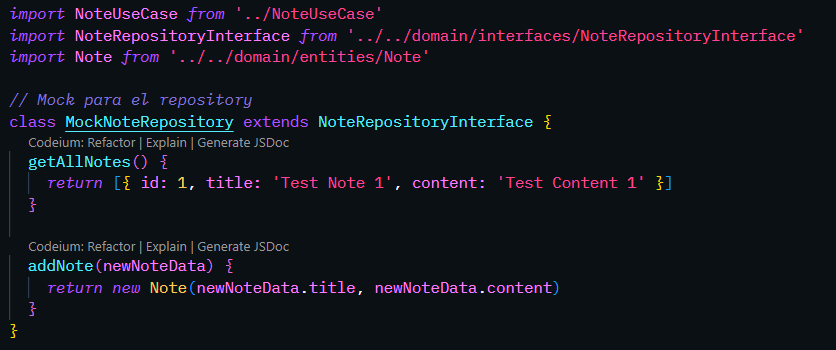 import NoteUseCase from '../NoteUseCase'
import NoteRepositoryInterface from '../../domain/interfaces/NoteRepositoryInterface'
import Note from '../../domain/entities/Note'

// Mock para el repository
class MockNoteRepository extends NoteRepositoryInterface {
  Codeium: Refactor | Explain | Generate JSDoc
  getAllNotes() {
    return [{ id: 1, title: 'Test Note 1', content: 'Test Content 1' }]
  }

  Codeium: Refactor | Explain | Generate JSDoc
  addNote(newNoteData) {
    return new Note(newNoteData.title, newNoteData.content)
  }
}